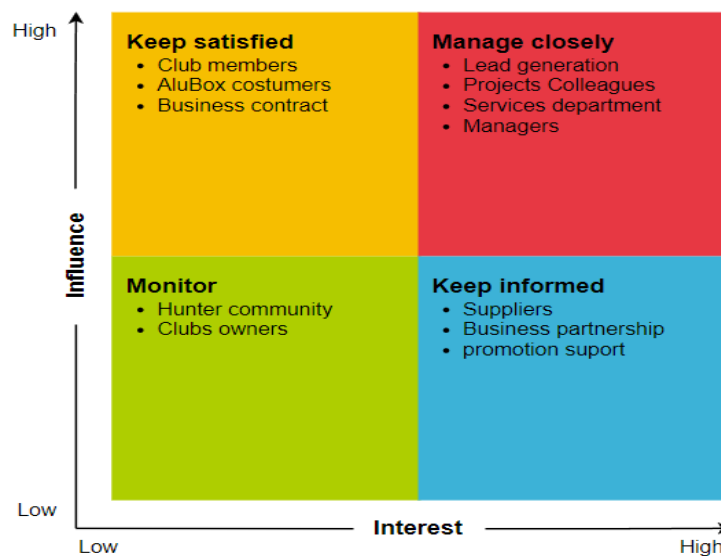 High
Keep satisfied
• Club members
• AluBox costumers
• Business contract
Manage closely
• Lead generation
• Projects Colleagues
• Services department
• Managers
Influence
Monitor
• Hunter community
• Clubs owners
Keep informed
• Suppliers
• Business partnership
• promotion suport
Low
Low
Interest
High